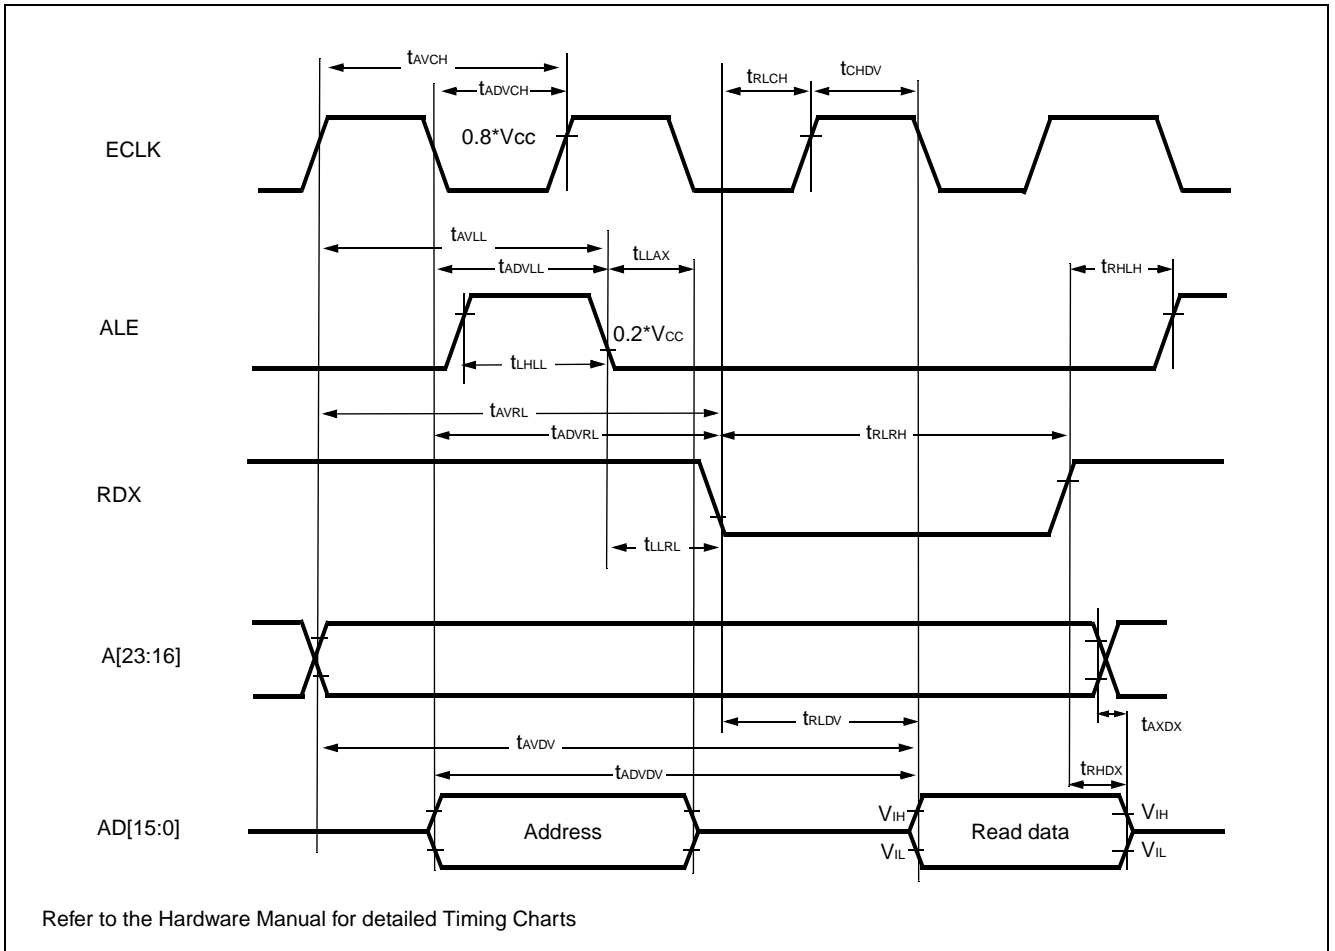 tAVCH
tADVCH
tRLCH
tCHDV
ECLK
0.8*Vcc
tAVLL
tADVLL
tLLAX
tRHLH
ALE
0.2*VCC
tLHLL
tAVRL
tADVRL
tRLRH
RDX
tLLRL
A[23:16]
tRLDV
tAXDX
tAVDV
tADVDV
tRHDX
AD[15:0]
Address
VIH
VIL
Read data
VIH
VIL
Refer to the Hardware Manual for detailed Timing Charts